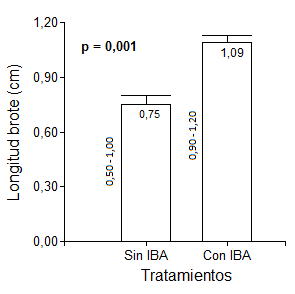 1,20
p = 0,001
1,09
0,90
0,75
0,90 - 1,20
0,50 - 1,00
0,60
0,30
0,00
Longitud brote (cm)
Sin IBA
Con IBA
Tratamientos